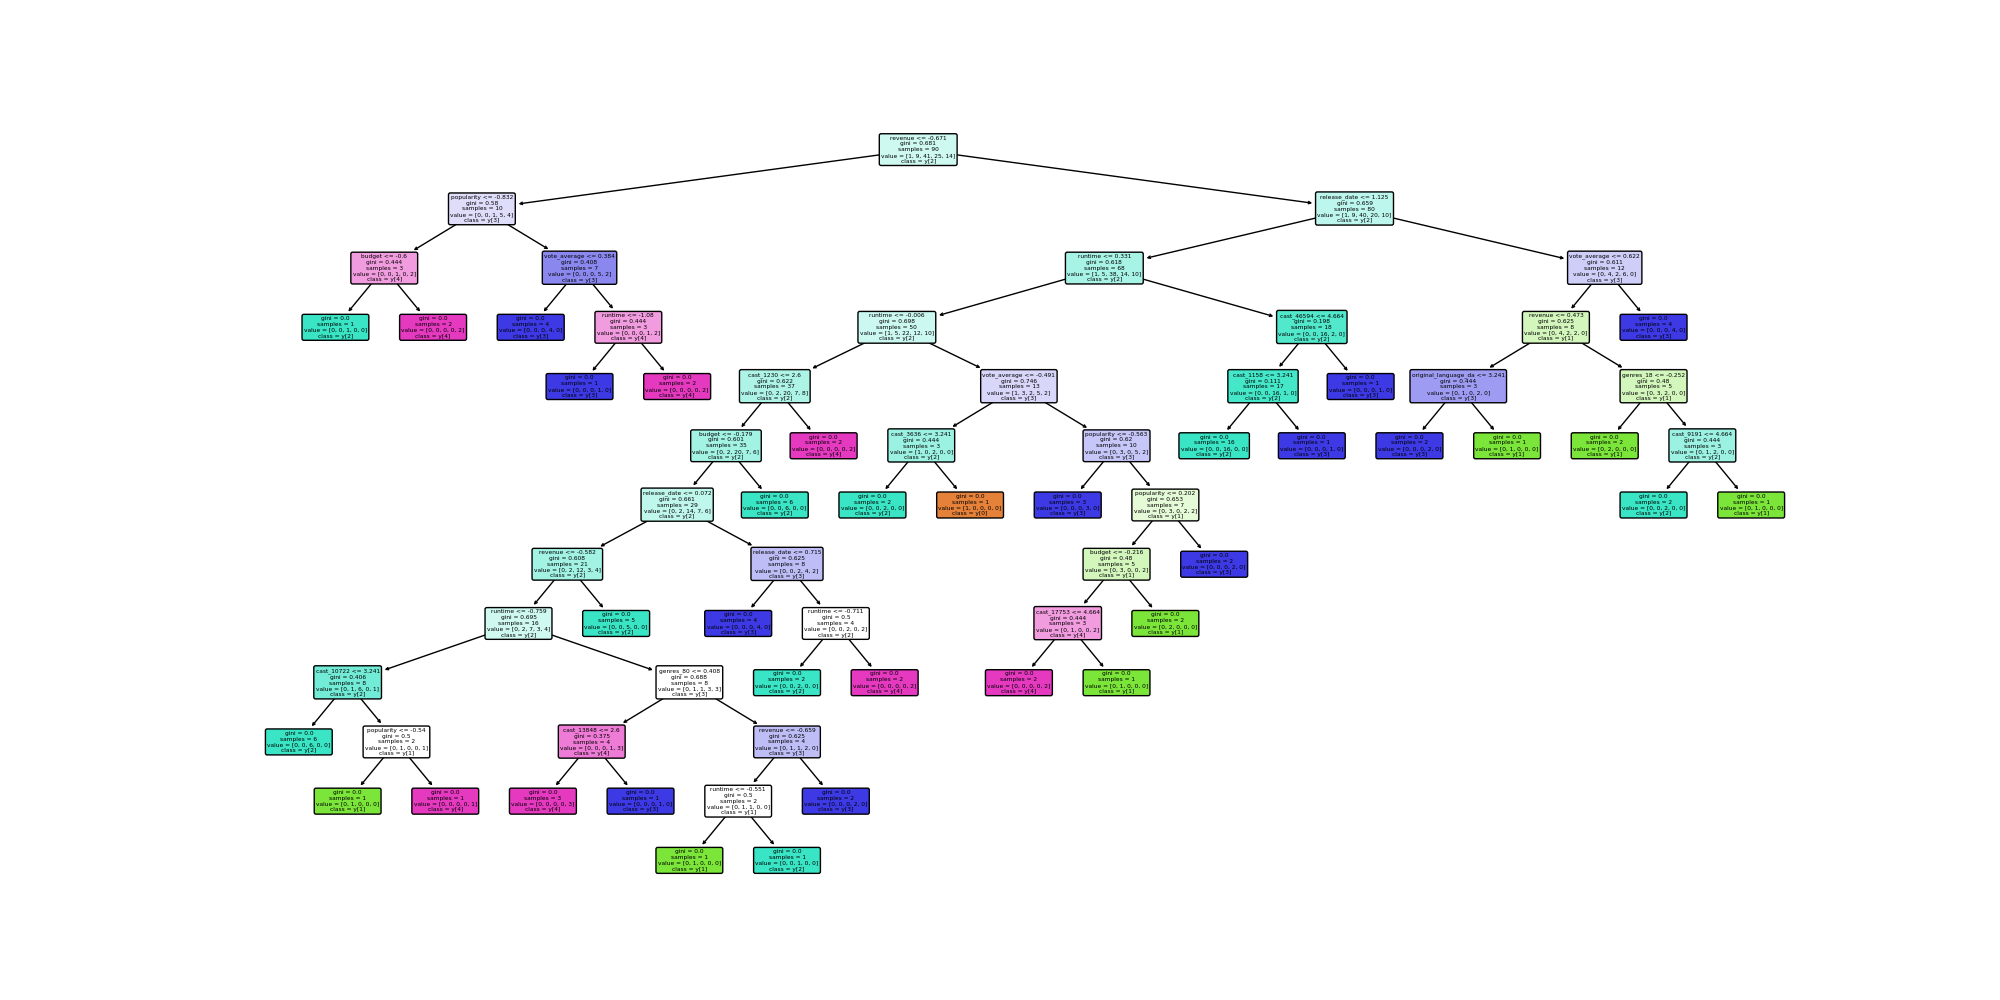 revenue <= -0.671
gini = 0.681
samples = 90
value = [1, 9, 41, 25, 14]
class = y[2]
popularity <= -0.832
gini = 0.58
samples = 10
value = [0, 0, 1, 5, 4]
class = y[3]
release_date <= 1.125
gini = 0.659
samples = 80
value = [1, 9, 40, 20, 10]
class = y[2]
budget <= -0.6
gini = 0.444
samples = 3
value = [0, 0, 1, 0, 2]
class = y[4]
vote_average <= 0.384
gini = 0.408
samples = 7
value = [0, 0, 0, 5, 2]
class = y[3]
runtime <= 0.331
gini = 0.618
samples = 68
value = [1, 5, 38, 14, 10]
class = y[2]
vote_average <= 0.622
gini = 0.611
samples = 12
value = [0, 4, 2, 6, 0]
class = y[3]
gini = 0.0
samples = 1
value = [0, 0, 1, 0, 0]
class = y[2]
gini = 0.0
samples = 2
value = [0, 0, 0, 0, 2]
class = y[4]
gini = 0.0
samples = 4
value = [0, 0, 0, 4, 0]
class = y[3]
runtime <= -1.08
gini = 0.444
samples = 3
value = [0, 0, 0, 1, 2]
class = y[4]
runtime <= -0.006
gini = 0.698
samples = 50
value = [1, 5, 22, 12, 10]
class = y[2]
cast_46594 <= 4.664
gini = 0.198
samples = 18
value = [0, 0, 16, 2, 0]
class = y[2]
revenue <= 0.473
gini = 0.625
samples = 8
value = [0, 4, 2, 2, 0]
class = y[1]
gini = 0.0
samples = 4
value = [0, 0, 0, 4, 0]
class = y[3]
gini = 0.0
samples = 1
value = [0, 0, 0, 1, 0]
class = y[3]
gini = 0.0
samples = 2
value = [0, 0, 0, 0, 2]
class = y[4]
cast_1230 <= 2.6
gini = 0.622
samples = 37
value = [0, 2, 20, 7, 8]
class = y[2]
vote_average <= -0.491
gini = 0.746
samples = 13
value = [1, 3, 2, 5, 2]
class = y[3]
cast_1158 <= 3.241
gini = 0.111
samples = 17
value = [0, 0, 16, 1, 0]
class = y[2]
gini = 0.0
samples = 1
value = [0, 0, 0, 1, 0]
class = y[3]
original_language_da <= 3.241
gini = 0.444
samples = 3
value = [0, 1, 0, 2, 0]
class = y[3]
genres_18 <= -0.252
gini = 0.48
samples = 5
value = [0, 3, 2, 0, 0]
class = y[1]
budget <= -0.179
gini = 0.601
samples = 35
value = [0, 2, 20, 7, 6]
class = y[2]
gini = 0.0
samples = 2
value = [0, 0, 0, 0, 2]
class = y[4]
cast_3636 <= 3.241
gini = 0.444
samples = 3
value = [1, 0, 2, 0, 0]
class = y[2]
popularity <= -0.563
gini = 0.62
samples = 10
value = [0, 3, 0, 5, 2]
class = y[3]
gini = 0.0
samples = 16
value = [0, 0, 16, 0, 0]
class = y[2]
gini = 0.0
samples = 1
value = [0, 0, 0, 1, 0]
class = y[3]
gini = 0.0
samples = 2
value = [0, 0, 0, 2, 0]
class = y[3]
gini = 0.0
samples = 1
value = [0, 1, 0, 0, 0]
class = y[1]
gini = 0.0
samples = 2
value = [0, 2, 0, 0, 0]
class = y[1]
cast_9191 <= 4.664
gini = 0.444
samples = 3
value = [0, 1, 2, 0, 0]
class = y[2]
release_date <= 0.072
gini = 0.661
samples = 29
value = [0, 2, 14, 7, 6]
class = y[2]
gini = 0.0
samples = 6
value = [0, 0, 6, 0, 0]
class = y[2]
gini = 0.0
samples = 2
value = [0, 0, 2, 0, 0]
class = y[2]
gini = 0.0
samples = 1
value = [1, 0, 0, 0, 0]
class = y[0]
gini = 0.0
samples = 3
value = [0, 0, 0, 3, 0]
class = y[3]
popularity <= 0.202
gini = 0.653
samples = 7
value = [0, 3, 0, 2, 2]
class = y[1]
gini = 0.0
samples = 2
value = [0, 0, 2, 0, 0]
class = y[2]
gini = 0.0
samples = 1
value = [0, 1, 0, 0, 0]
class = y[1]
revenue <= -0.582
gini = 0.608
samples = 21
value = [0, 2, 12, 3, 4]
class = y[2]
release_date <= 0.715
gini = 0.625
samples = 8
value = [0, 0, 2, 4, 2]
class = y[3]
budget <= -0.216
gini = 0.48
samples = 5
value = [0, 3, 0, 0, 2]
class = y[1]
gini = 0.0
samples = 2
value = [0, 0, 0, 2, 0]
class = y[3]
runtime <= -0.759
gini = 0.695
samples = 16
value = [0, 2, 7, 3, 4]
class = y[2]
gini = 0.0
samples = 5
value = [0, 0, 5, 0, 0]
class = y[2]
gini = 0.0
samples = 4
value = [0, 0, 0, 4, 0]
class = y[3]
runtime <= -0.711
gini = 0.5
samples = 4
value = [0, 0, 2, 0, 2]
class = y[2]
cast_17753 <= 4.664
gini = 0.444
samples = 3
value = [0, 1, 0, 0, 2]
class = y[4]
gini = 0.0
samples = 2
value = [0, 2, 0, 0, 0]
class = y[1]
cast_10722 <= 3.241
gini = 0.406
samples = 8
value = [0, 1, 6, 0, 1]
class = y[2]
genres_80 <= 0.408
gini = 0.688
samples = 8
value = [0, 1, 1, 3, 3]
class = y[3]
gini = 0.0
samples = 2
value = [0, 0, 2, 0, 0]
class = y[2]
gini = 0.0
samples = 2
value = [0, 0, 0, 0, 2]
class = y[4]
gini = 0.0
samples = 2
value = [0, 0, 0, 0, 2]
class = y[4]
gini = 0.0
samples = 1
value = [0, 1, 0, 0, 0]
class = y[1]
gini = 0.0
samples = 6
value = [0, 0, 6, 0, 0]
class = y[2]
popularity <= -0.54
gini = 0.5
samples = 2
value = [0, 1, 0, 0, 1]
class = y[1]
cast_13848 <= 2.6
gini = 0.375
samples = 4
value = [0, 0, 0, 1, 3]
class = y[4]
revenue <= -0.659
gini = 0.625
samples = 4
value = [0, 1, 1, 2, 0]
class = y[3]
gini = 0.0
samples = 1
value = [0, 1, 0, 0, 0]
class = y[1]
gini = 0.0
samples = 1
value = [0, 0, 0, 0, 1]
class = y[4]
gini = 0.0
samples = 3
value = [0, 0, 0, 0, 3]
class = y[4]
gini = 0.0
samples = 1
value = [0, 0, 0, 1, 0]
class = y[3]
runtime <= -0.551
gini = 0.5
samples = 2
value = [0, 1, 1, 0, 0]
class = y[1]
gini = 0.0
samples = 2
value = [0, 0, 0, 2, 0]
class = y[3]
gini = 0.0
samples = 1
value = [0, 1, 0, 0, 0]
class = y[1]
gini = 0.0
samples = 1
value = [0, 0, 1, 0, 0]
class = y[2]